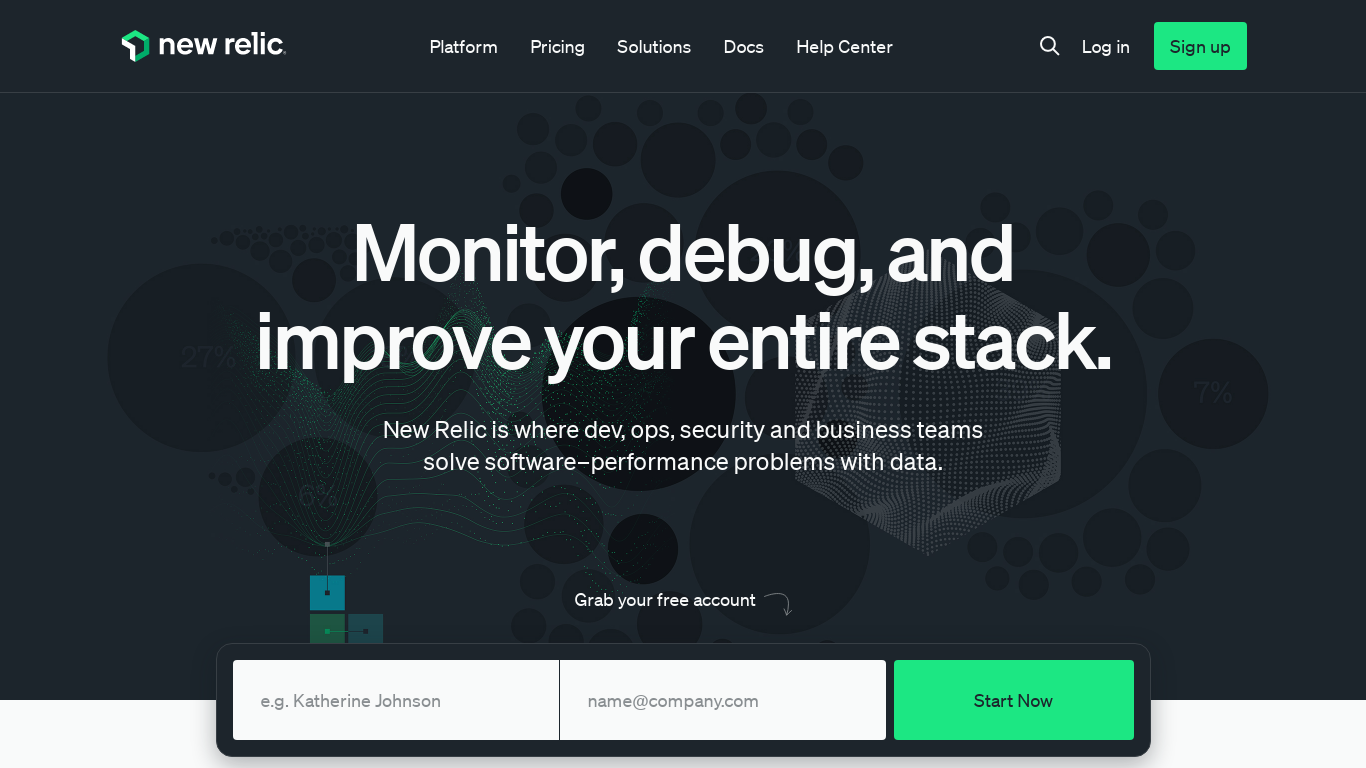 new relic
Platform
Pricing
Solutions
Docs
Help Center
Log in
Sign up
Monitor, debug, and
improve your entire stack.
27%
7%
6%
New Relic is where dev, ops, security and business teams
solve software–performance problems with data.
Grab your free account
e.g. Katherine Johnson
name@company.com
Start Now